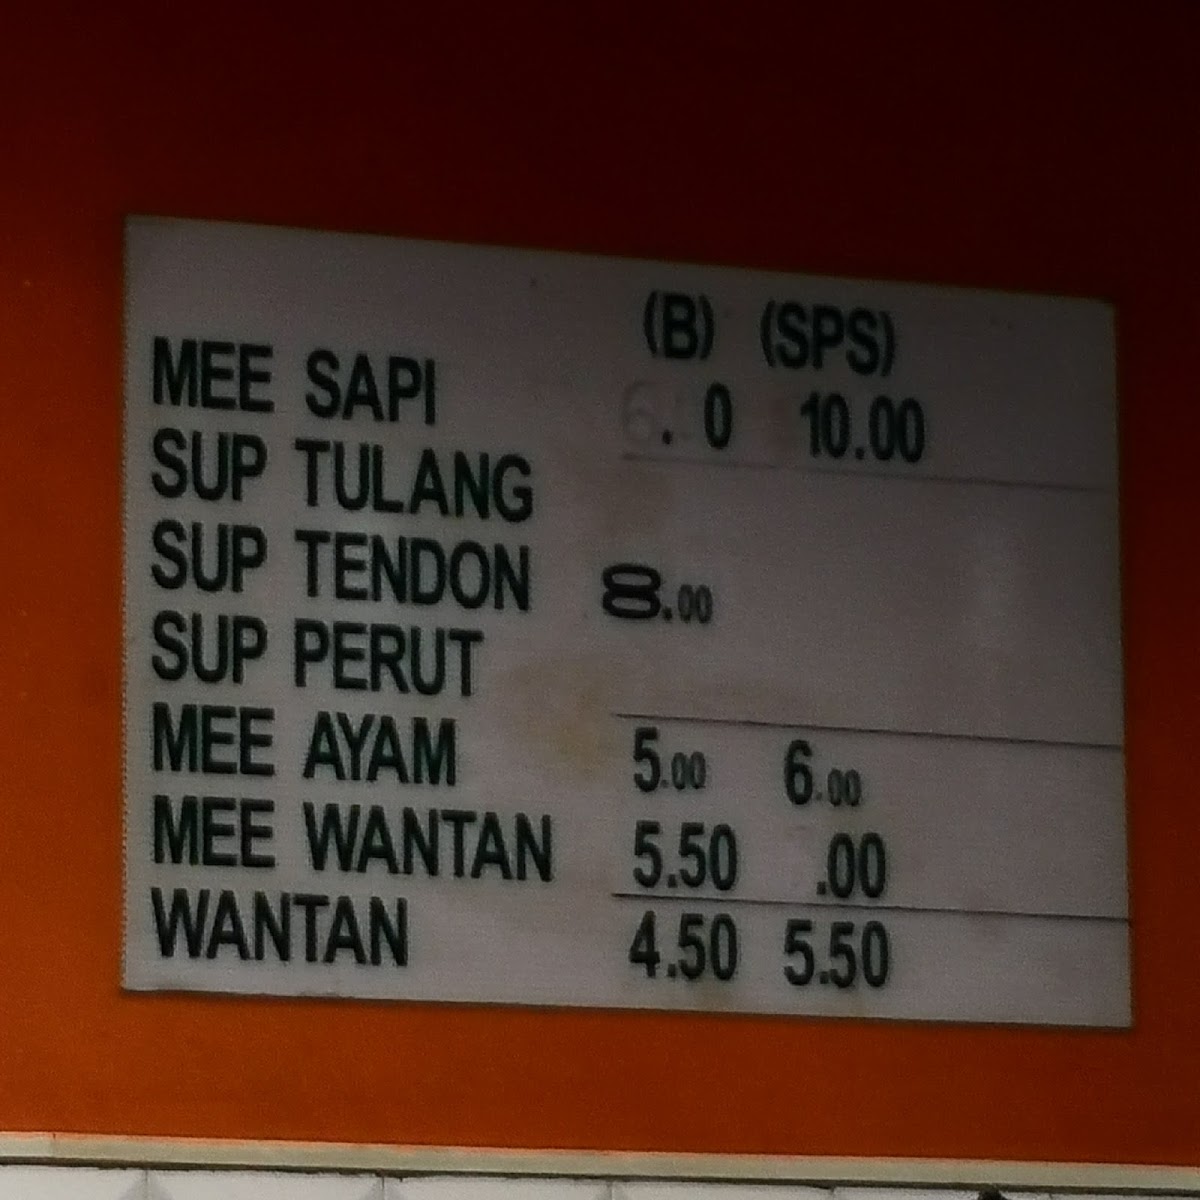 (B) (SPS)
MEE SAPI . 0 10.00
SUP TULANG
SUP TENDON 8.00
SUP PERUT
MEE AYAM 5.00 6.00
MEE WANTAN 5.50 .00
WANTAN 4.50 5.50